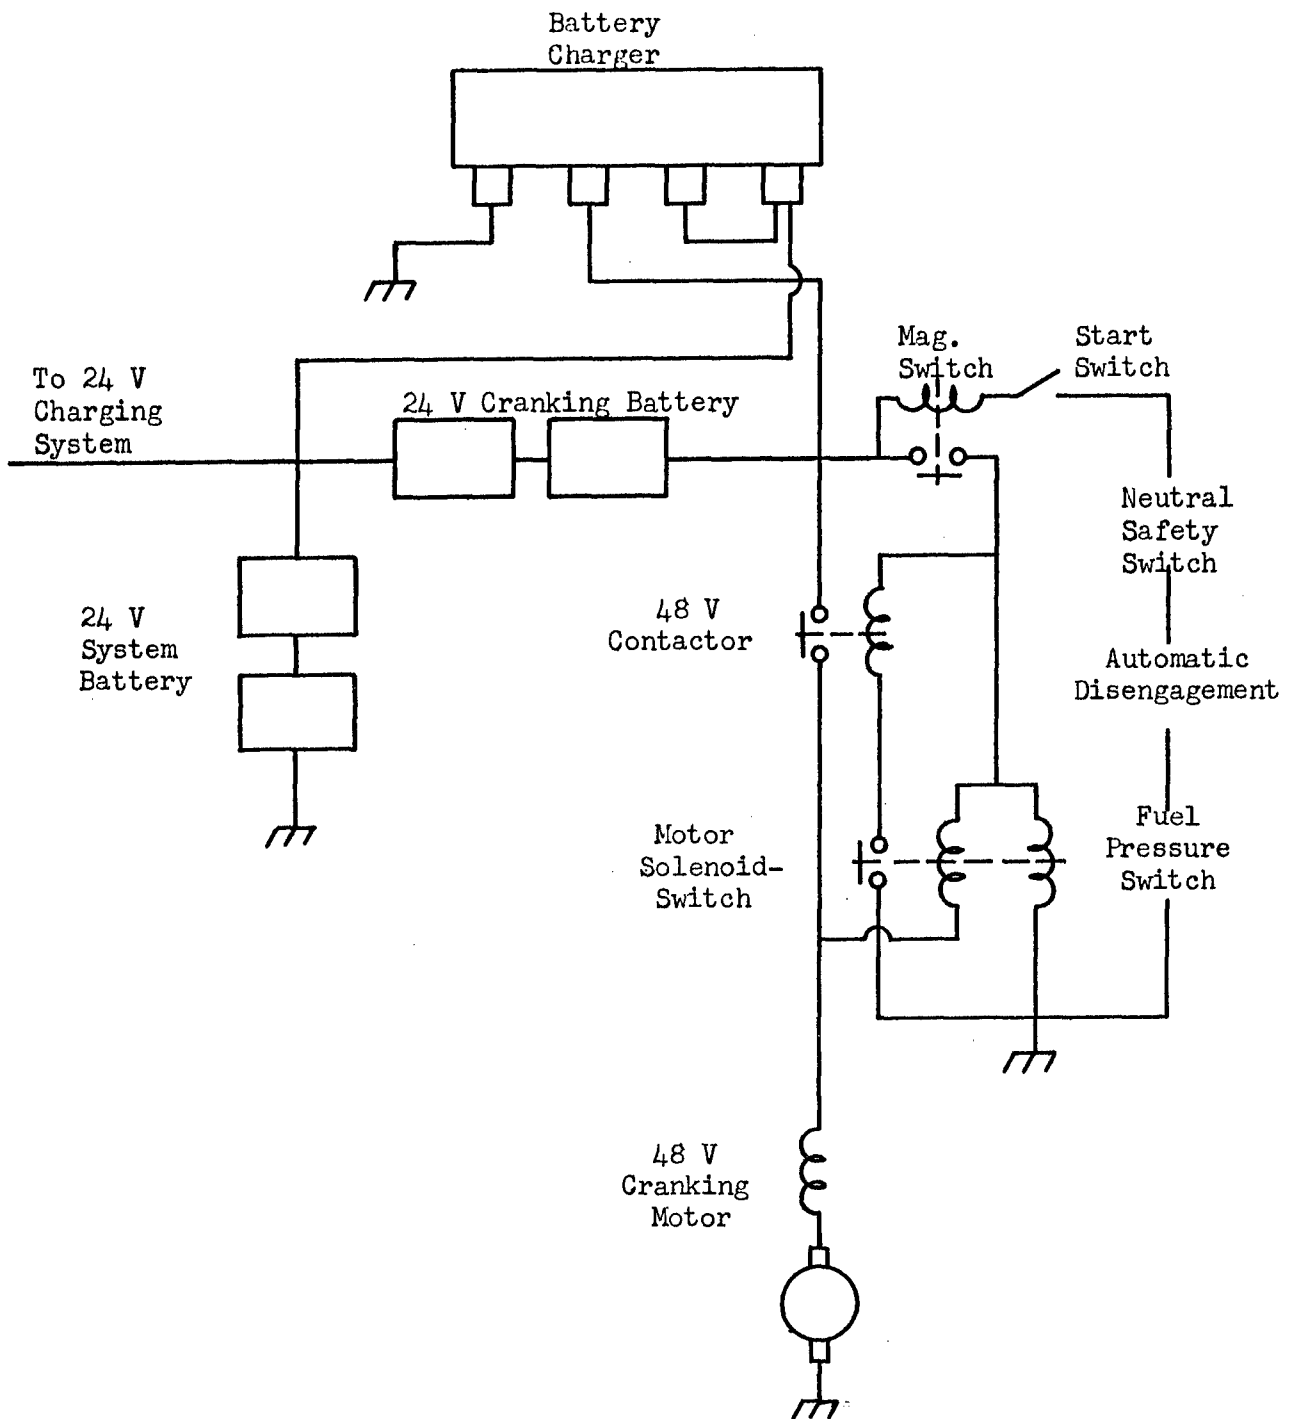 Battery
Charger
Mag.
Switch
Start
Switch
To 24 V
Charging
System
24 V Cranking Battery
Neutral
Safety
Switch
24 V
System
Battery
48 V
Contactor
Automatic
Disengagement
Motor
Solenoid-
Switch
Fuel
Pressure
Switch
48 V
Cranking
Motor